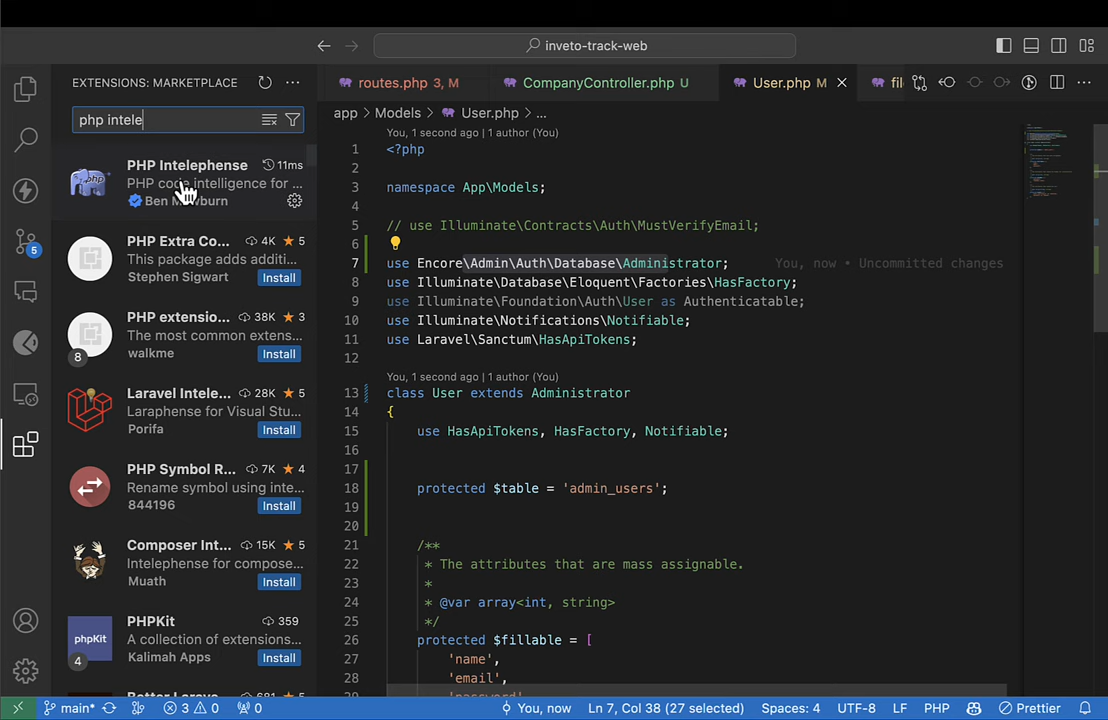 inveto-track-web
EXTENSIONS: MARKETPLACE
php intele
PHP Intelephense 11ms
PHP code intelligence for ...
Ben Mewburn
PHP Extra Co... 4K 5
This package adds additi...
Stephen Sigwart Install
PHP extensio... 38K 3
The most common extens...
walkme Install
8
Laravel Intele... 28K 5
Laraphense for Visual Stu...
Porifa Install
PHP Symbol R... 7K 4
Rename symbol using inte...
844196 Install
Composer Int... 15K 5
Intelephense for compose...
Muath Install
PHPKit 359
A collection of extensions...
Kalimah Apps Install
phpKit
4
5
routes.php 3, M
CompanyController.php U
User.php M
app > Models > User.php > ...
You, 1 second ago | 1 author (You)
1 <?php
2
3 namespace App\Models;
4
5 // use Illuminate\Contracts\Auth\MustVerifyEmail;
6
7 use Encore\Admin\Auth\Database\Administrator; You, now • Uncommitted changes
8 use Illuminate\Database\Eloquent\Factories\HasFactory;
9 use Illuminate\Foundation\Auth\User as Authenticatable;
10 use Illuminate\Notifications\Notifiable;
11 use Laravel\Sanctum\HasApiTokens;
12
You, 1 second ago | 1 author (You)
13 class User extends Administrator
14 {
15 use HasApiTokens, HasFactory, Notifiable;
16
17
18 protected $table = 'admin_users';
19
20
21 /**
22 * The attributes that are mass assignable.
23 *
24 * @var array<int, string>
25 */
26 protected $fillable = [
27 'name',
28 'email',
main* 3 0 0 You, now Ln 7, Col 38 (27 selected) Spaces: 4 UTF-8 LF PHP Prettier